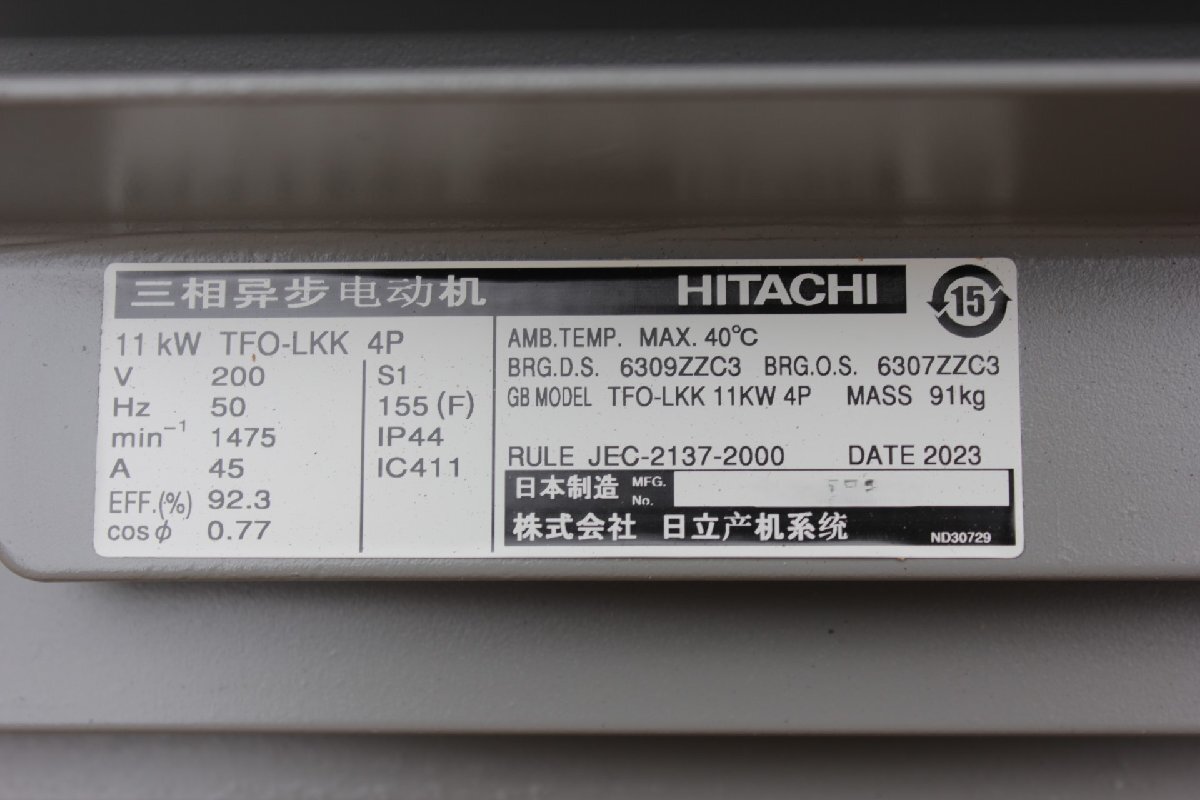 三相异步电动机 HITACHI 15
11 kW TFO-LKK 4P
V 200
Hz 50
min⁻¹ 1475
A 45
EFF.(%) 92.3
cosφ 0.77
S1
155 (F)
IP44
IC411
AMB.TEMP. MAX. 40℃
BRG.D.S. 6309ZZC3 BRG.O.S. 6307ZZC3
GB MODEL TFO-LKK 11KW 4P MASS 91kg
RULE JEC-2137-2000 DATE 2023
日本制造 MFG. No.
株式会社 日立产机系统 ND30729